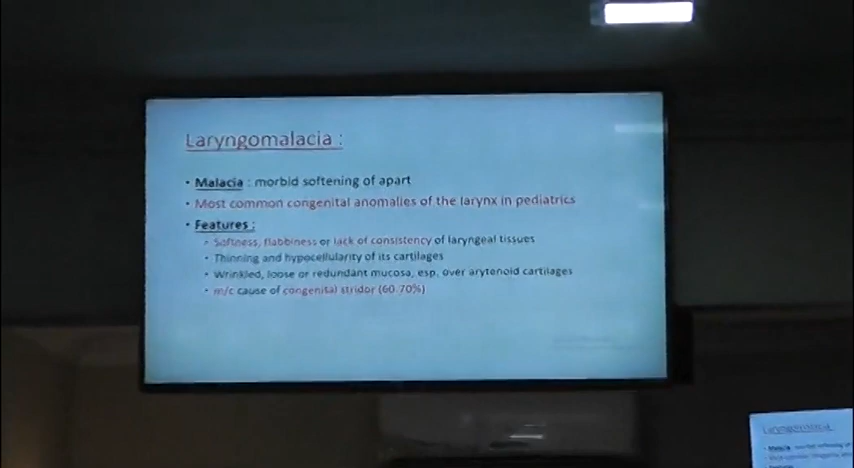 Laryngomalacia :
• Malacia : morbid softening of apart
• Most common congenital anomalies of the larynx in pediatrics
• Features :
• Softness, flabbiness or lack of consistency of laryngeal tissues
• Thinning and hypocellularity of its cartilages
• Wrinkled, loose or redundant mucosa, esp. over arytenoid cartilages
• m/c cause of congenital stridor (60-70%)
Laryngomalacia